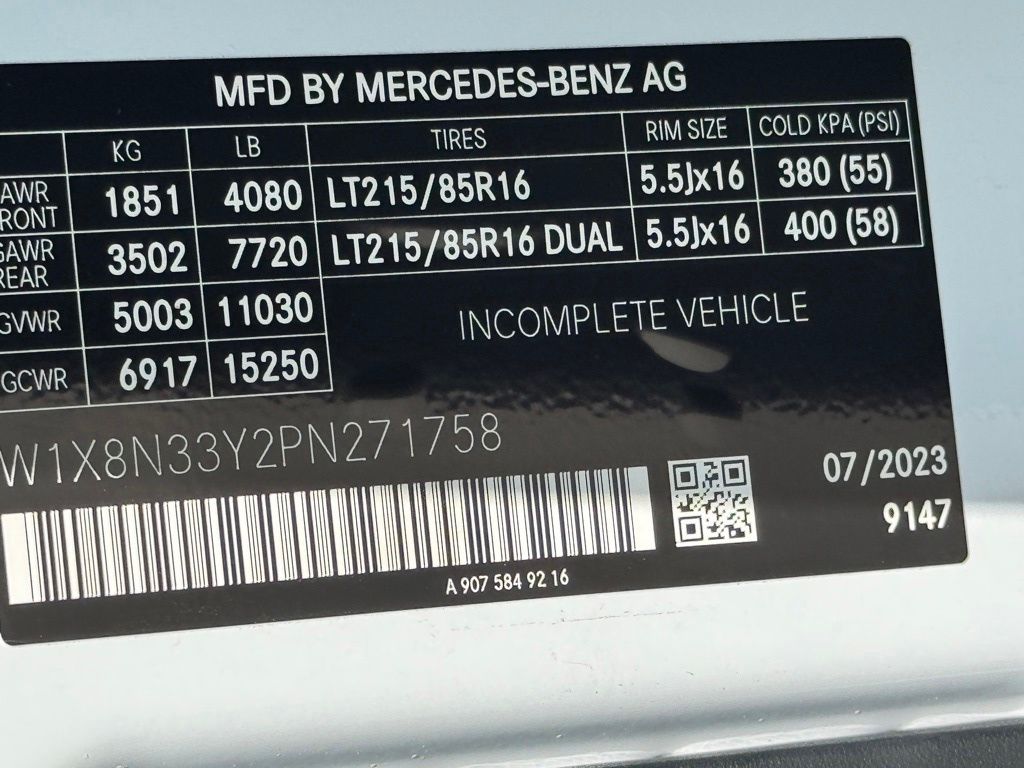 MFD BY MERCEDES-BENZ AG
KG LB TIRES RIM SIZE COLD KPA (PSI)
AWR FRONT 1851 4080 LT215/85R16 5.5Jx16 380 (55)
GAWR REAR 3502 7720 LT215/85R16 DUAL 5.5Jx16 400 (58)
GVWR 5003 11030
GCWR 6917 15250
INCOMPLETE VEHICLE
W1X8N33Y2PN271758
07/2023
9147
A 907 584 92 16